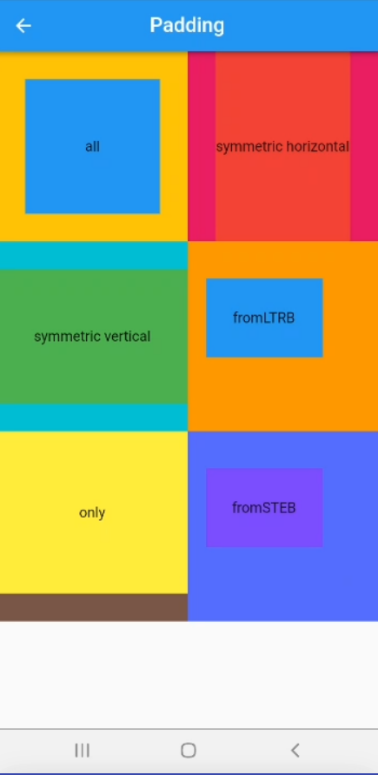 Padding
all
symmetric horizontal
symmetric vertical
fromLTRB
only
fromSTEB